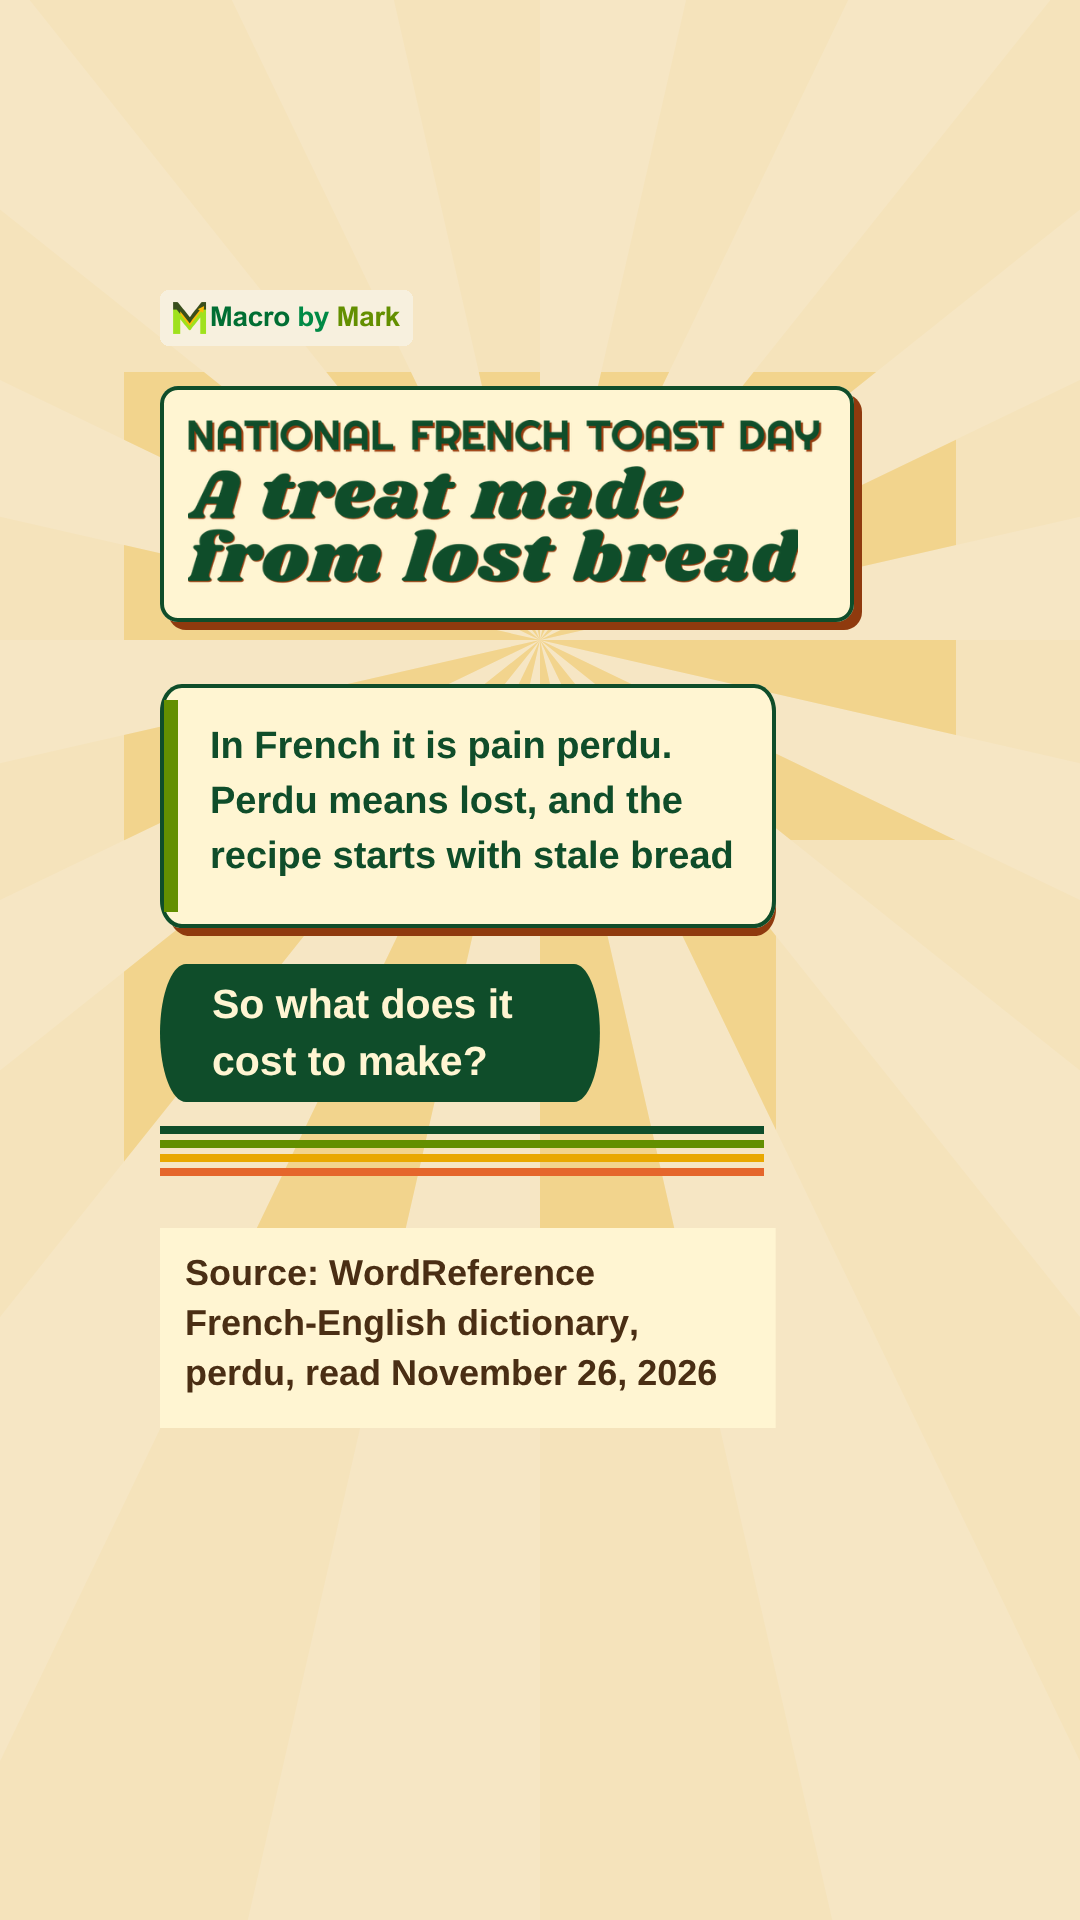 Macro by Mark
NATIONAL FRENCH TOAST DAY
A treat made
from lost bread
In French it is pain perdu.
Perdu means lost, and the
recipe starts with stale bread
So what does it
cost to make?
Source: WordReference
French-English dictionary,
perdu, read November 26, 2026